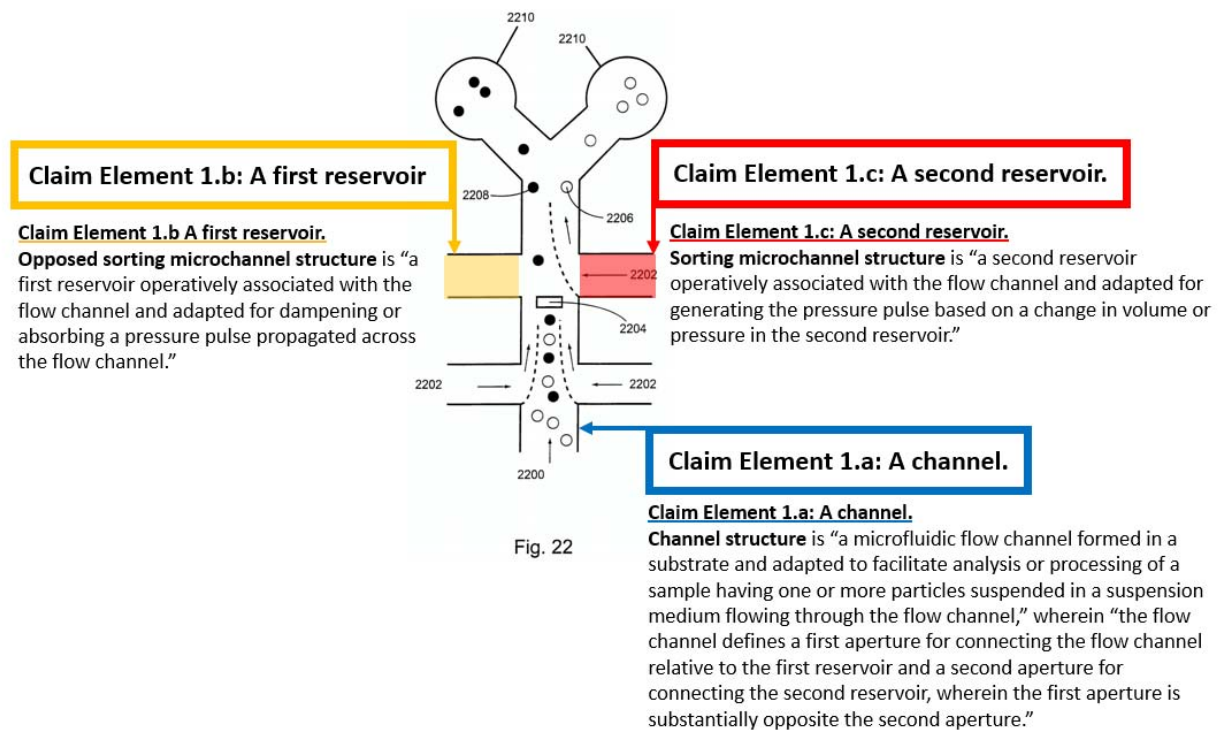 2210
2210
Claim Element 1.b: A first reservoir
Claim Element 1.c: A second reservoir.
2208
2206
Claim Element 1.b A first reservoir.
Opposed sorting microchannel structure is “a
first reservoir operatively associated with the
flow channel and adapted for dampening or
absorbing a pressure pulse propagated across
the flow channel.”
Claim Element 1.c: A second reservoir.
Sorting microchannel structure is “a second reservoir
operatively associated with the flow channel and adapted for
generating the pressure pulse based on a change in volume or
pressure in the second reservoir.”
2202
2204
2202
2202
2200
Claim Element 1.a: A channel.
Fig. 22
Claim Element 1.a: A channel.
Channel structure is “a microfluidic flow channel formed in a
substrate and adapted to facilitate analysis or processing of a
sample having one or more particles suspended in a suspension
medium flowing through the flow channel,” wherein “the flow
channel defines a first aperture for connecting the flow channel
relative to the first reservoir and a second aperture for
connecting the second reservoir, wherein the first aperture is
substantially opposite the second aperture.”